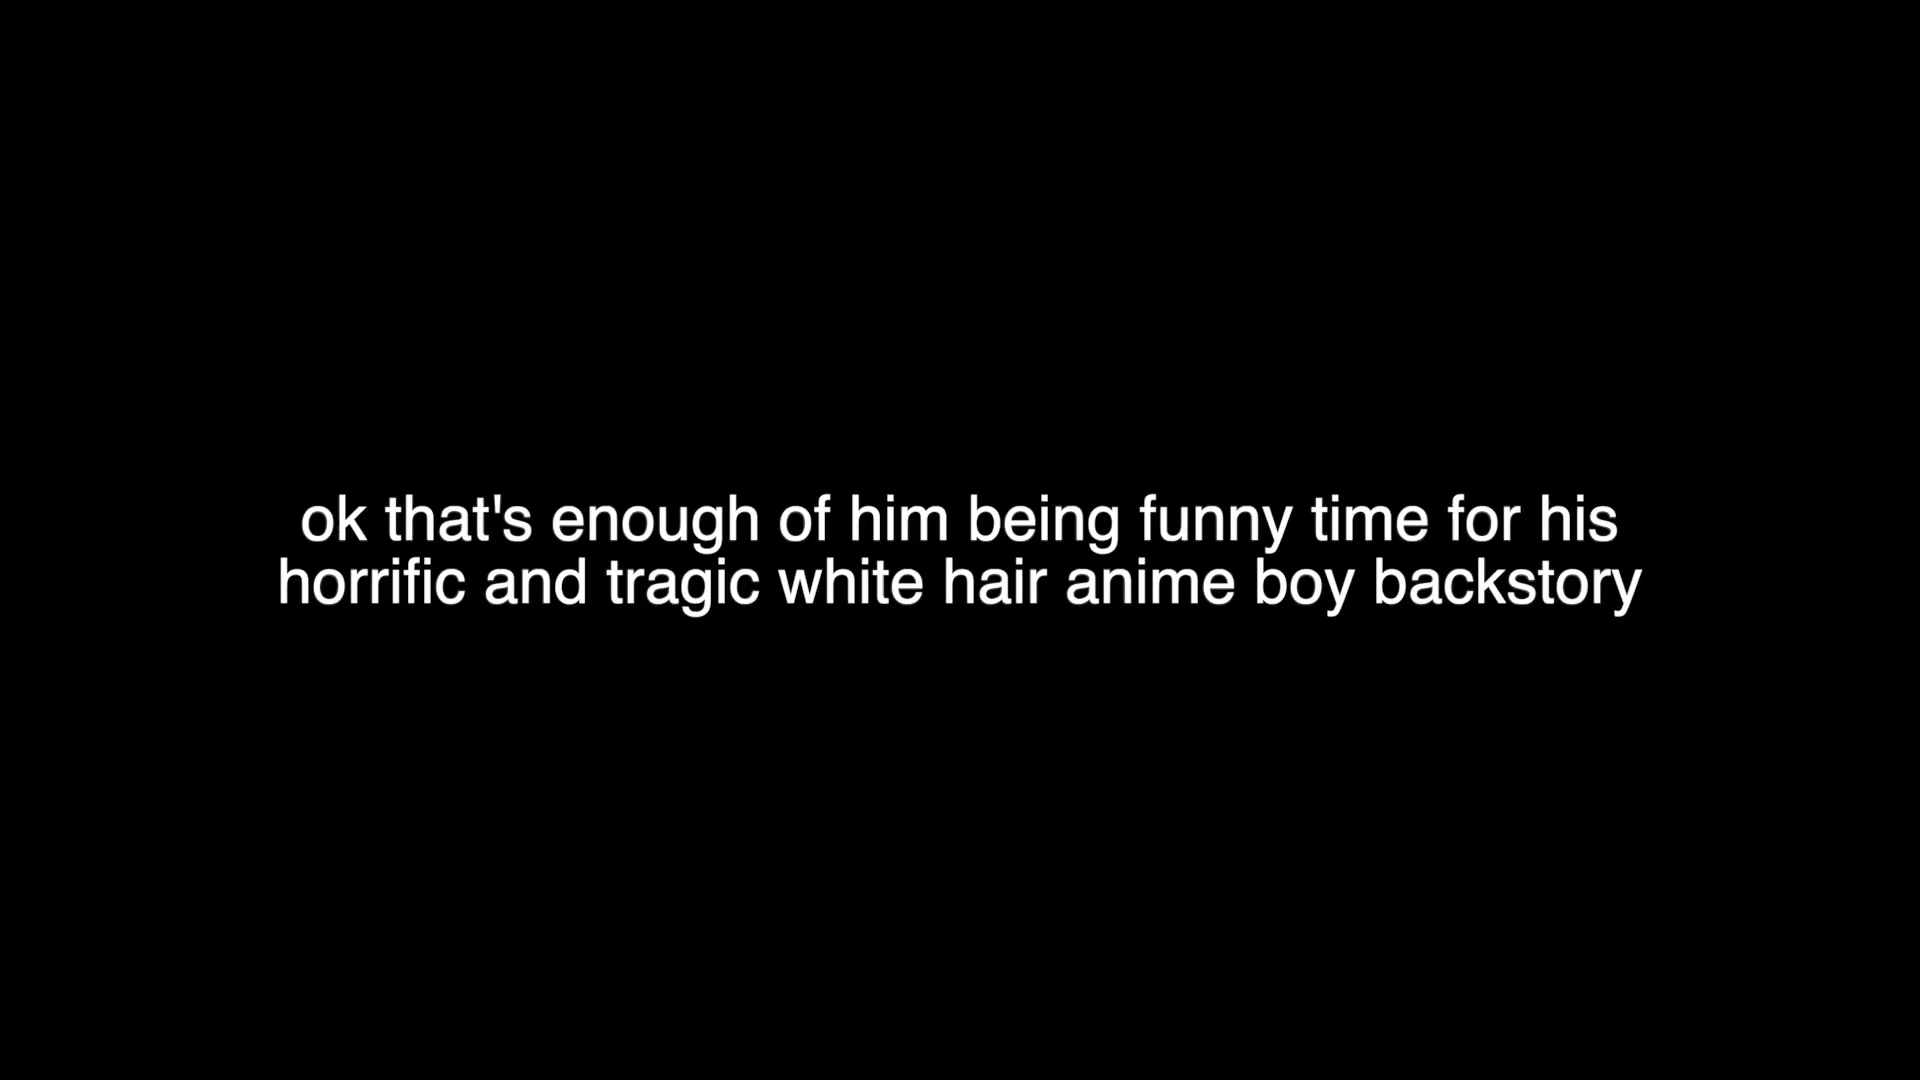 ok that's enough of him being funny time for his
horrific and tragic white hair anime boy backstory